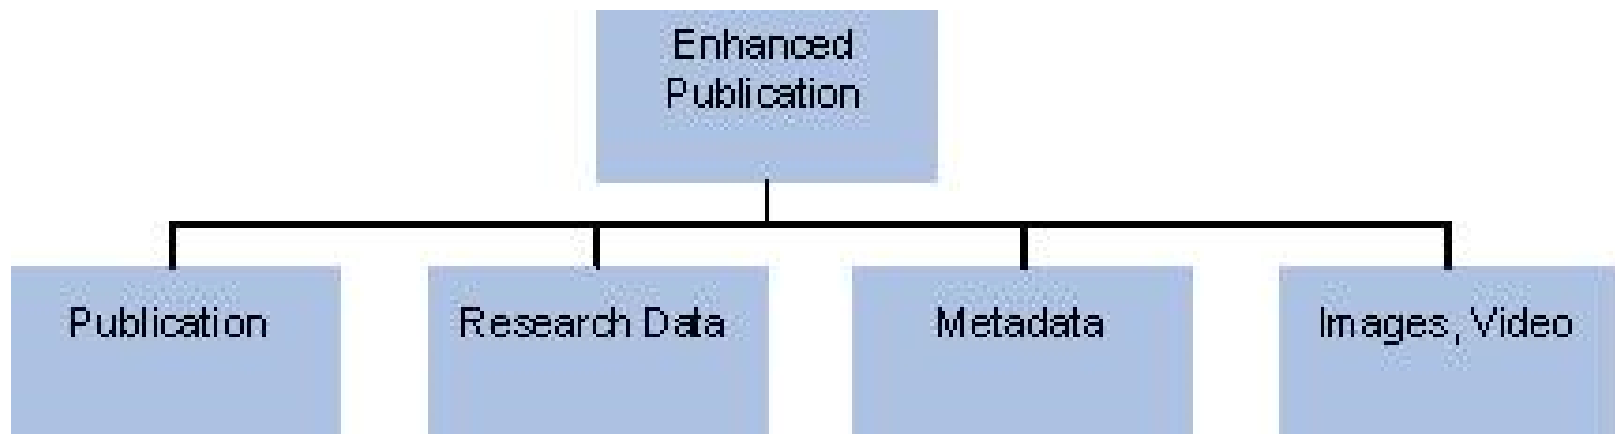 Enhanced
Publication
Publication
Research Data
Metadata
Images, Video